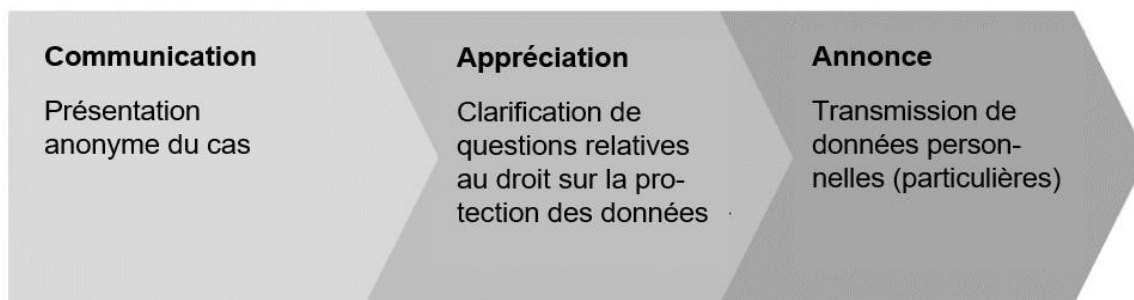 Communication
Présentation
anonyme du cas
Appréciation
Clarification de
questions relatives
au droit sur la pro-
tection des données
Annonce
Transmission de
données person-
nelles (particulières)